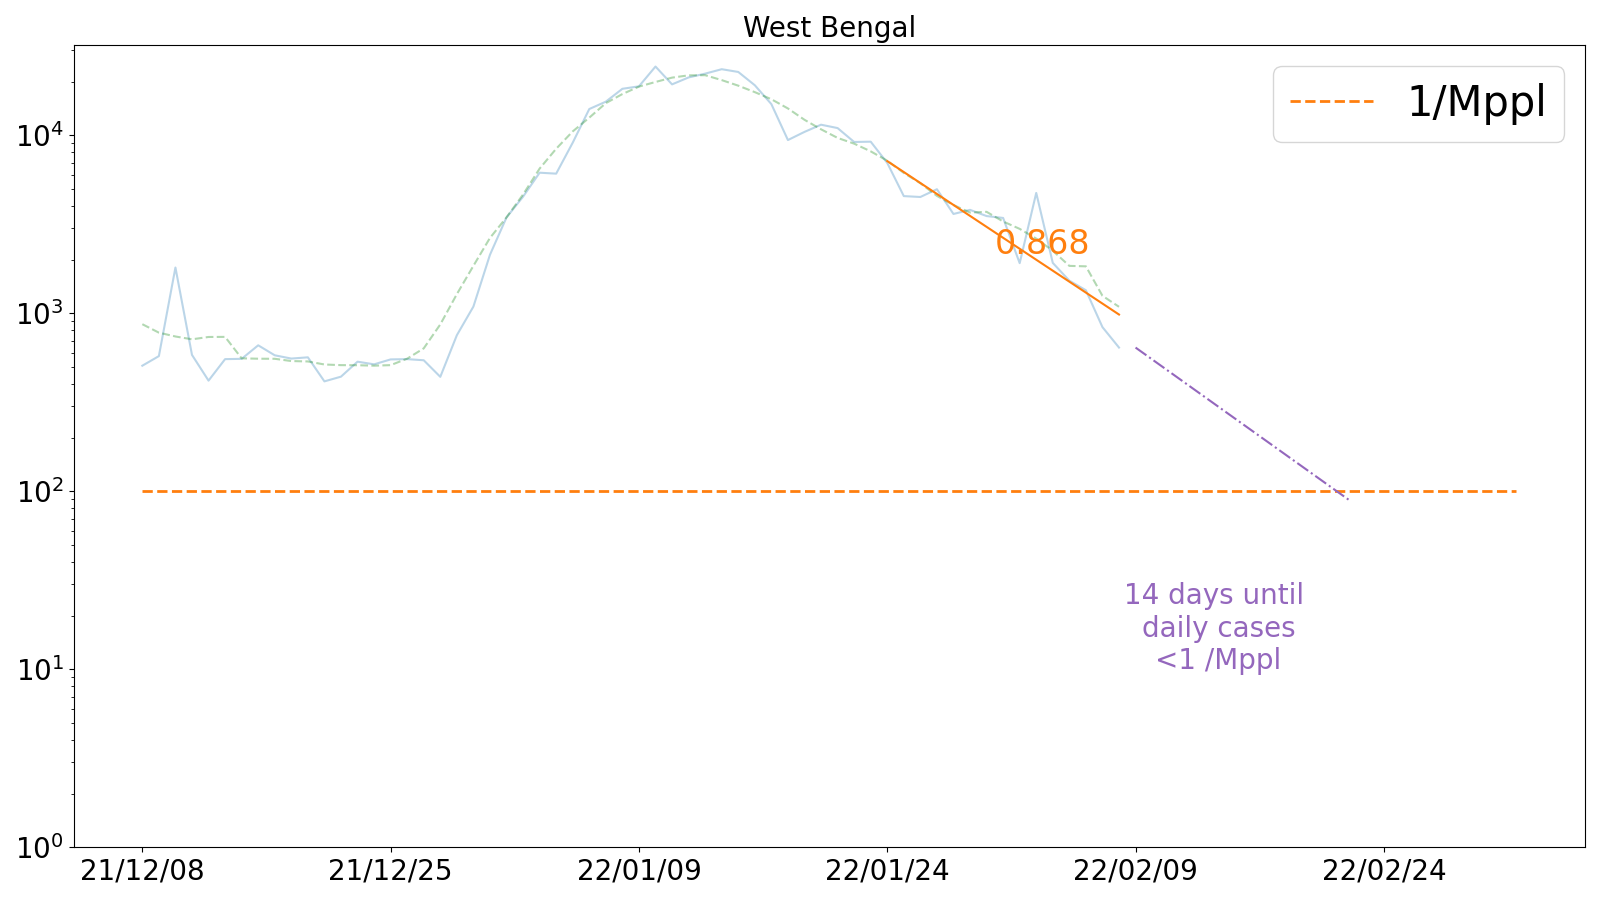 West Bengal
1/Mppl
10^4
0.868
10^3
10^2
14 days until
daily cases
<1 /Mppl
10^1
10^0
21/12/08 21/12/25 22/01/09 22/01/24 22/02/09 22/02/24